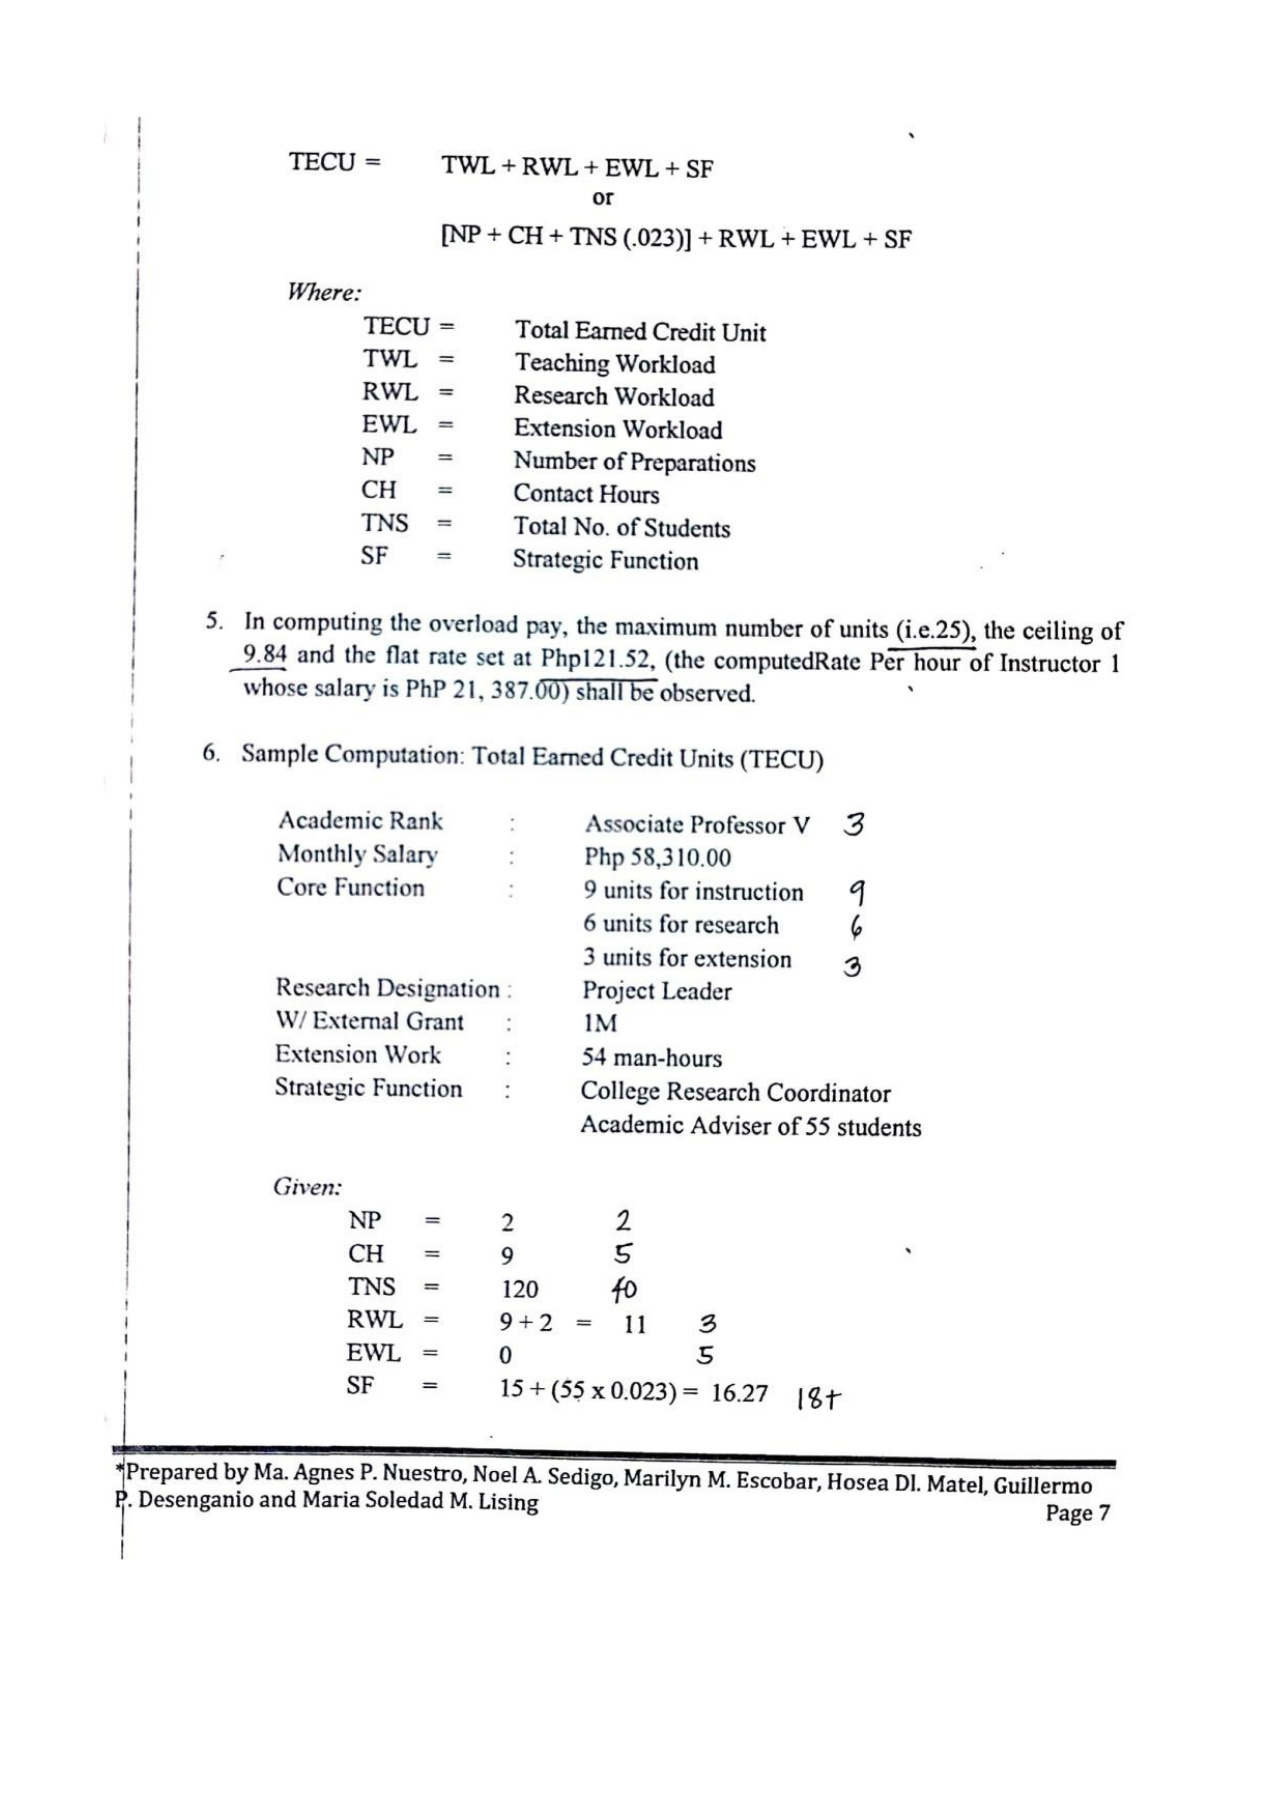 TECU = TWL + RWL + EWL + SF
or
[NP + CH + TNS (.023)] + RWL + EWL + SF
Where:
TECU = Total Earned Credit Unit
TWL = Teaching Workload
RWL = Research Workload
EWL = Extension Workload
NP = Number of Preparations
CH = Contact Hours
TNS = Total No. of Students
SF = Strategic Function
5. In computing the overload pay, the maximum number of units (i.e.25), the ceiling of
9.84 and the flat rate set at Php121.52, (the computedRate Per hour of Instructor 1
whose salary is PhP 21, 387.00) shall be observed.
6. Sample Computation: Total Earned Credit Units (TECU)
Academic Rank : Associate Professor V 3
Monthly Salary : Php 58,310.00
Core Function : 9 units for instruction 9
6 units for research 6
3 units for extension 3
Research Designation : Project Leader
W/ External Grant : 1M
Extension Work : 54 man-hours
Strategic Function : College Research Coordinator
Academic Adviser of 55 students
Given:
NP = 2 2
CH = 9 5
TNS = 120 40
RWL = 9 + 2 = 11 3
EWL = 0 5
SF = 15 + (55 x 0.023) = 16.27 18+
*Prepared by Ma. Agnes P. Nuestro, Noel A. Sedigo, Marilyn M. Escobar, Hosea Dl. Matel, Guillermo
P. Desenganio and Maria Soledad M. Lising
Page 7